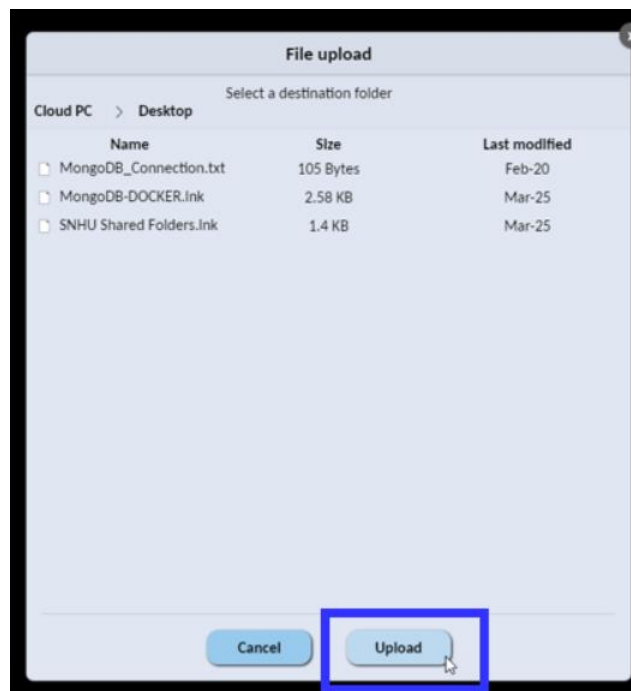 File upload
Select a destination folder
Cloud PC > Desktop
Name Size Last modified
MongoDB_Connection.txt 105 Bytes Feb-20
MongoDB-DOCKER.lnk 2.58 KB Mar-25
SNHU Shared Folders.lnk 1.4 KB Mar-25
Cancel Upload